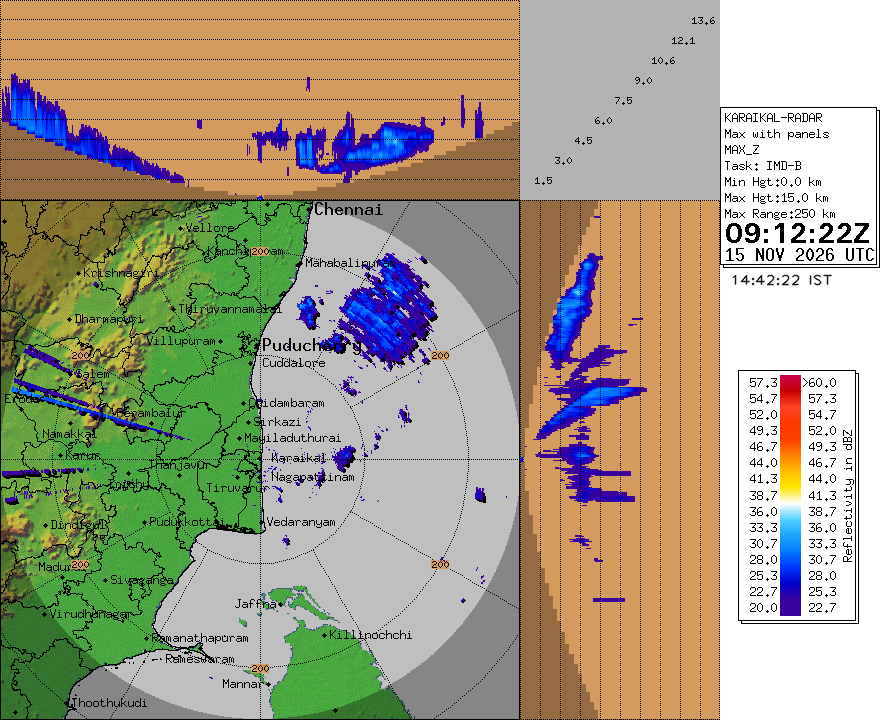 13.6
12.1
10.6
9.0
7.5
6.0
4.5
3.0
1.5
KARAIKAL-RADAR
Max with panels
MAX_Z
Task: IMD-B
Min Hgt:0.0 km
Max Hgt:15.0 km
Max Range:250 km
09:12:22Z
15 NOV 2026 UTC
14:42:22 IST
Chennai
Vellore
200
Mahabalipuram
Krishnagiri
Thiruvannamalai
Dharmapuri
Villupuram
Puducherry
200
200
Cuddalore
Salem
Erode
Chidambaram
Perambalur
Sirkazi
Namakkal
Mayiladuthurai
Karur
Karaikal
Thanjavur
Nagapattinam
Tiruvarur
Pudukkottai
Vedaranyam
Dindigul
200
200
Sivaganga
Jaffna
Virudhunagar
Killinochchi
Ramanathapuram
Rameswaram
200
Mannar
Thoothukudi
57.3 >60.0
54.7 57.3
52.0 54.7
49.3 52.0
46.7 49.3
44.0 46.7
41.3 44.0
38.7 41.3
36.0 38.7
33.3 36.0
30.7 33.3
28.0 30.7
25.3 28.0
22.7 25.3
20.0 22.7
Reflectivity in dBZ